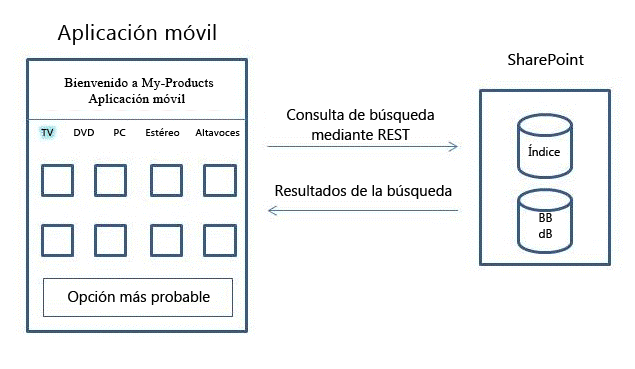 Aplicación móvil
SharePoint
Bienvenido a My-Products
Aplicación móvil
TV DVD PC Estéreo Altavoces
Opción más probable
Consulta de búsqueda
mediante REST
Resultados de la búsqueda
Índice
BB
dB